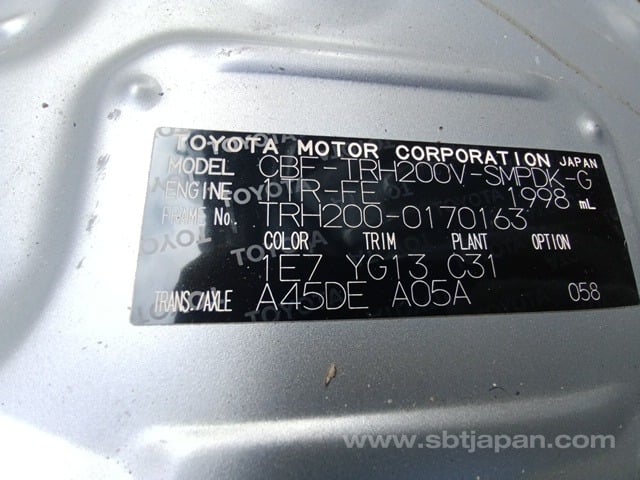 TOYOTA MOTOR CORPORATION JAPAN
MODEL CBF-TRH200V-SMPDK-G
ENGINE 1TR-FE 1998 mL
FRAME No. TRH200-0170163
COLOR TRIM PLANT OPTION
1E7 YG13 C31
TRANS./AXLE A45DE A05A 058
www.sbtjapan.com